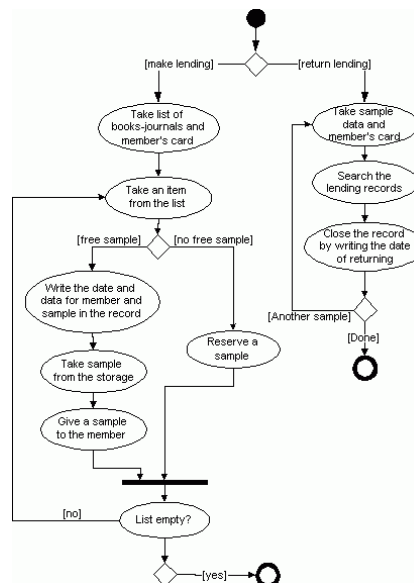 [make lending]
[return lending]
Take list of
books-journals and
member's card
Take an item
from the list
[free sample]
[no free sample]
Write the date and
data for member and
sample in the record
Take sample
from the storage
Give a sample
to the member
Reserve a
sample
List empty?
[no]
[yes]
Take sample
data and
member's card
Search the
lending records
Close the record
by writing the date
of returning
[Another sample]
[Done]